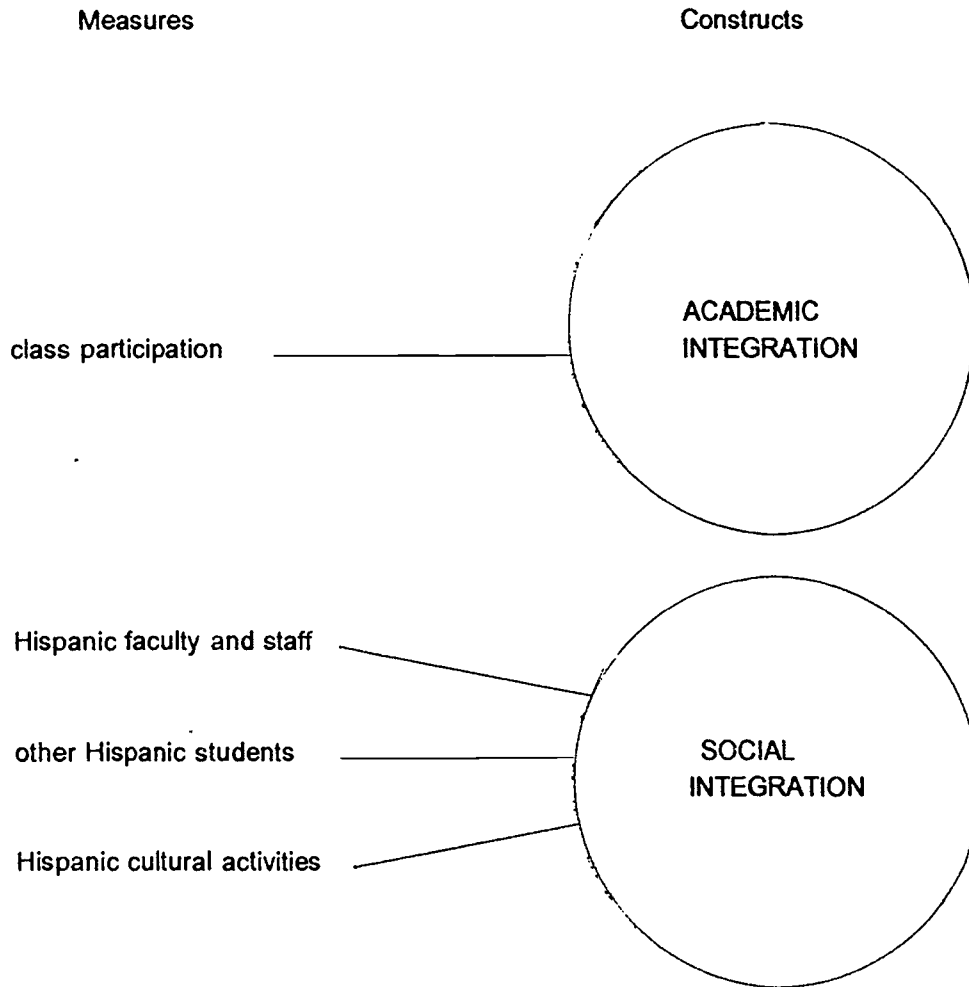 Measures
Constructs
class participation
ACADEMIC
INTEGRATION
Hispanic faculty and staff
other Hispanic students
Hispanic cultural activities
SOCIAL
INTEGRATION